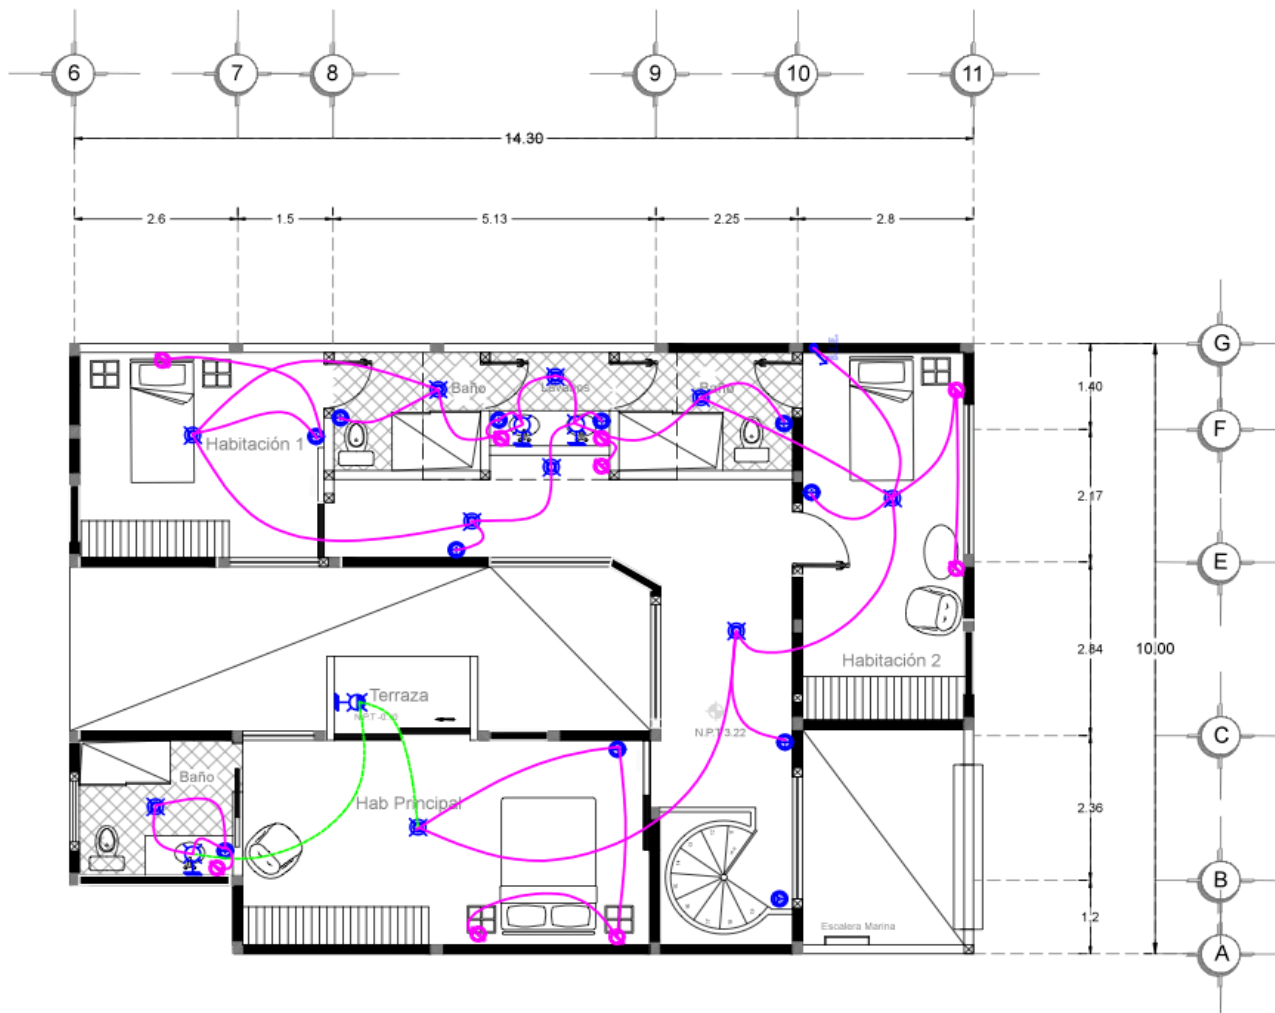 6 7 8 9 10 11
14.30
2.6 1.5 5.13 2.25 2.8
G
1.40
Baño Lavabos Baño
F
Habitación 1
2.17
E
2.84 10.00
Habitación 2
Terraza
N.P.T 3.22
C
Baño
2.36
Hab Principal
B
1.2
Escalera Marina
A